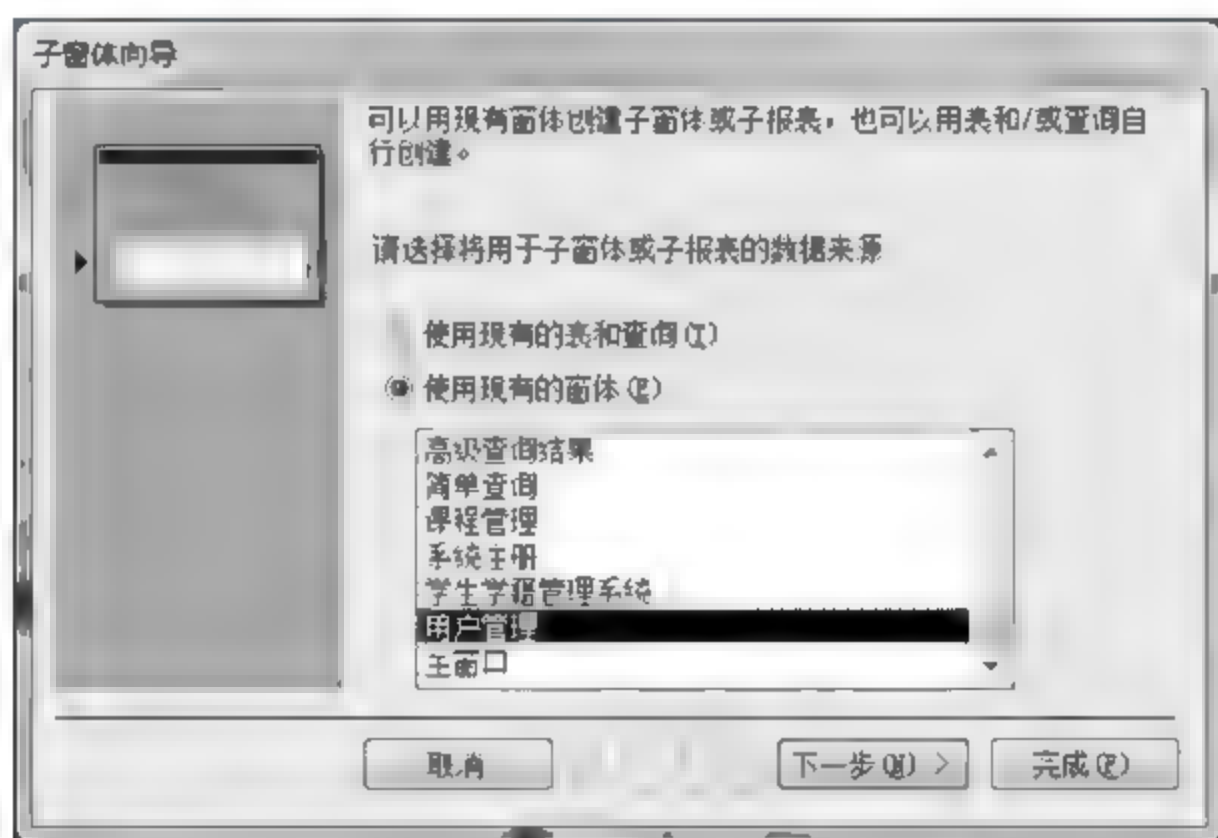 子窗体向导
可以用现有窗体创建子窗体或子报表，也可以用表和/或查询自
行创建。
请选择将用于子窗体或子报表的数据来源
使用现有的表和查询(T)
使用现有的窗体(E)
高级查询结果
简单查询
课程管理
系统主册
学生学籍管理系统
用户管理
主窗口
取消
下一步(N) >
完成(F)